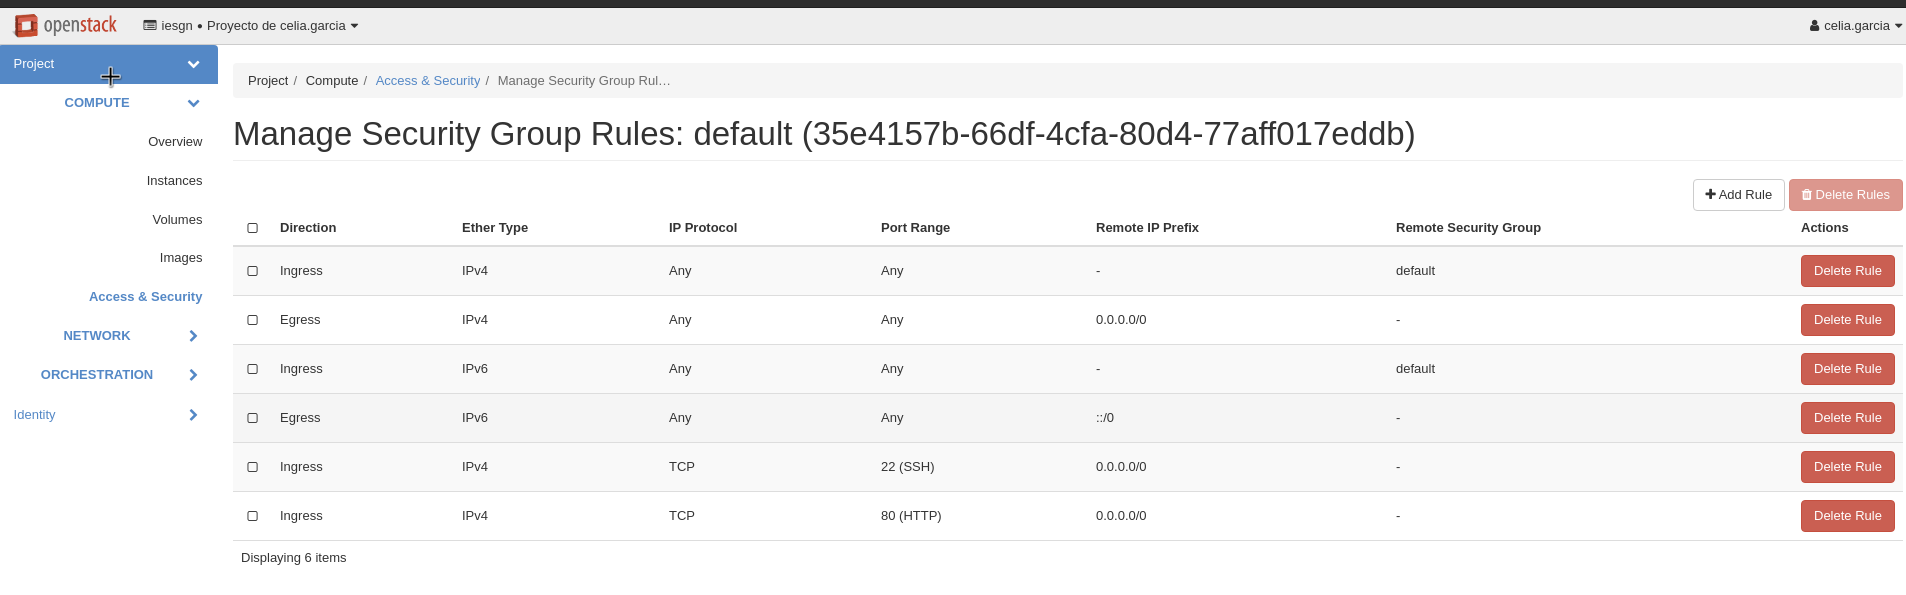 openstack iesgn • Proyecto de celia.garcia celia.garcia
Project
COMPUTE
Overview
Instances
Volumes
Images
Access & Security
NETWORK
ORCHESTRATION
Identity
Project / Compute / Access & Security / Manage Security Group Rul…
Manage Security Group Rules: default (35e4157b-66df-4cfa-80d4-77aff017eddb)
Add Rule Delete Rules
Direction Ether Type IP Protocol Port Range Remote IP Prefix Remote Security Group Actions
Ingress IPv4 Any Any - default Delete Rule
Egress IPv4 Any Any 0.0.0.0/0 - Delete Rule
Ingress IPv6 Any Any - default Delete Rule
Egress IPv6 Any Any ::/0 - Delete Rule
Ingress IPv4 TCP 22 (SSH) 0.0.0.0/0 - Delete Rule
Ingress IPv4 TCP 80 (HTTP) 0.0.0.0/0 - Delete Rule
Displaying 6 items